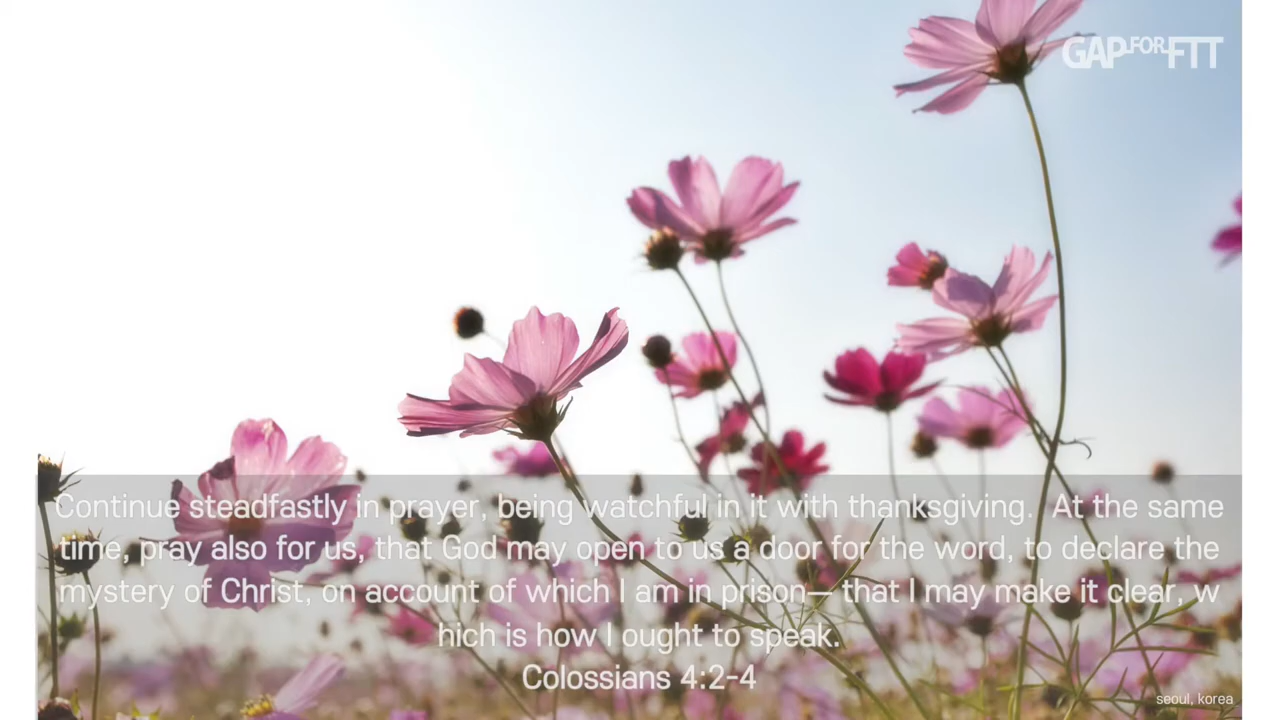 GAP FOR FTT
Continue steadfastly in prayer, being watchful in it with thanksgiving.  At the same
time, pray also for us, that God may open to us a door for the word, to declare the
mystery of Christ, on account of which I am in prison— that I may make it clear, w
hich is how I ought to speak.
Colossians 4:2-4
seoul, korea